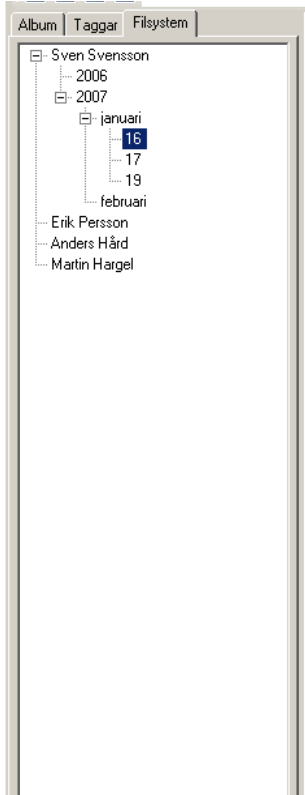 Album Taggar Filsystem
Sven Svensson
2006
2007
januari
16
17
19
februari
Erik Persson
Anders Hård
Martin Hargel